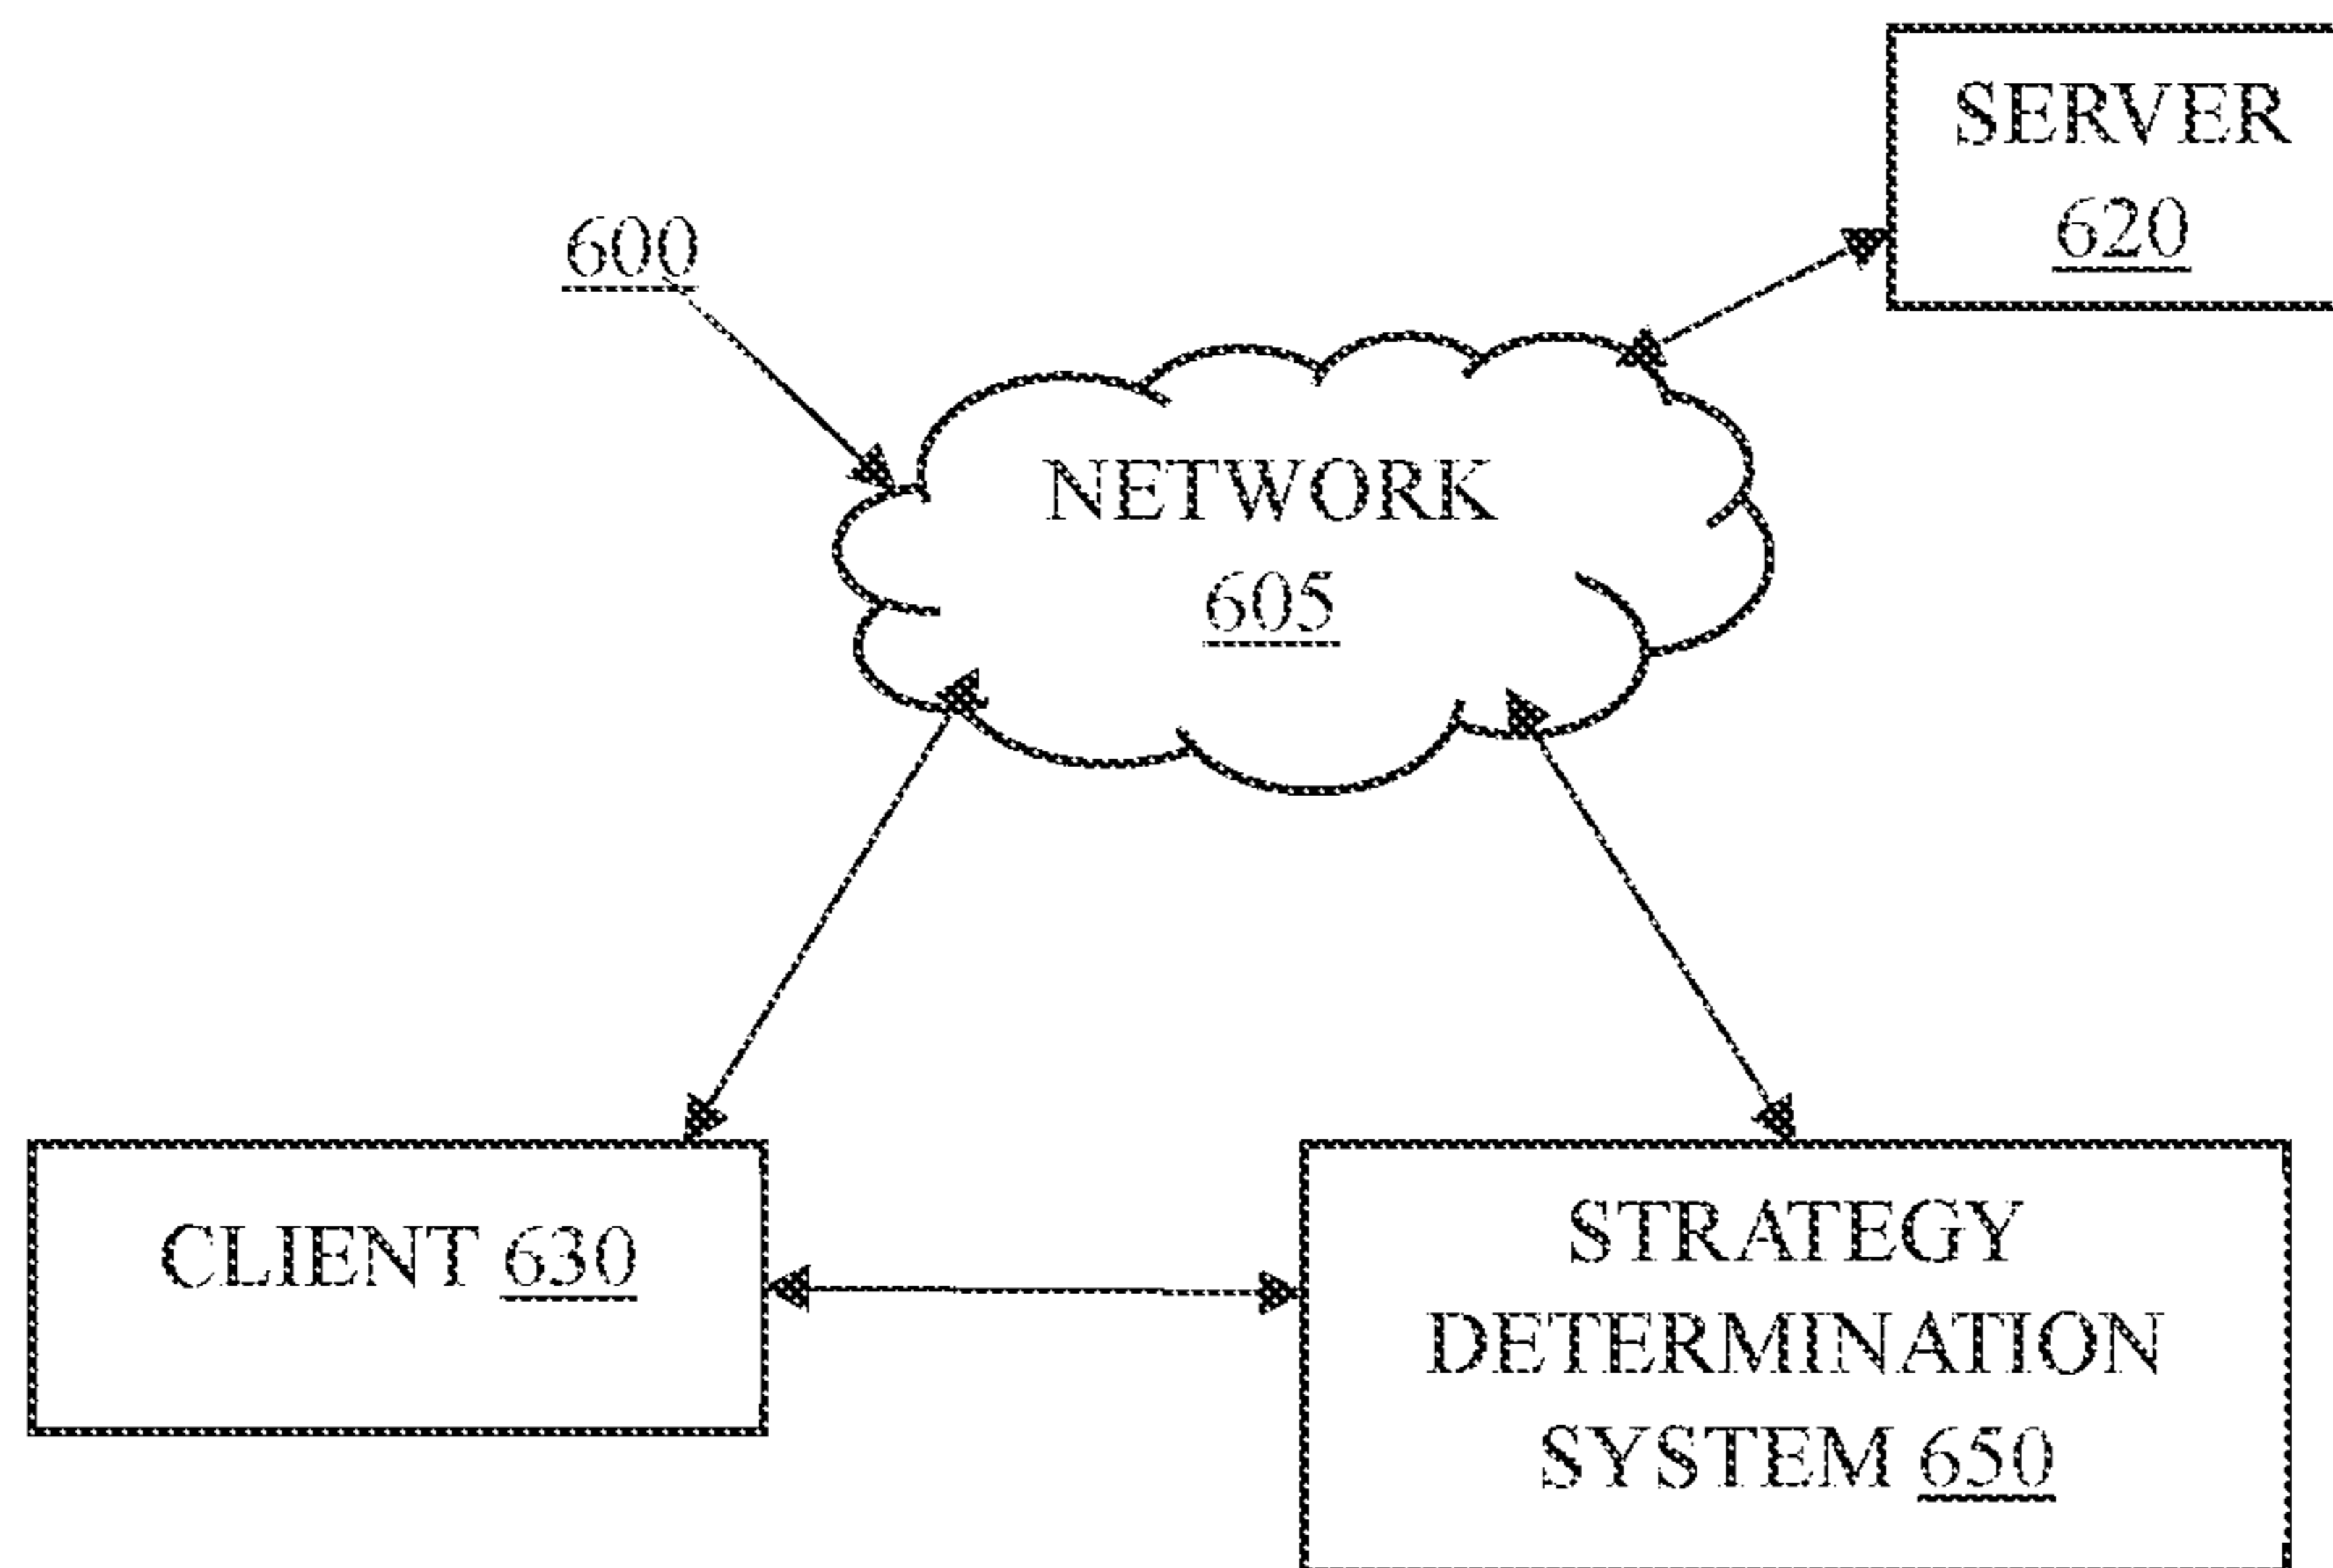 SERVER
620
600
NETWORK
605
CLIENT 630
STRATEGY
DETERMINATION
SYSTEM 650